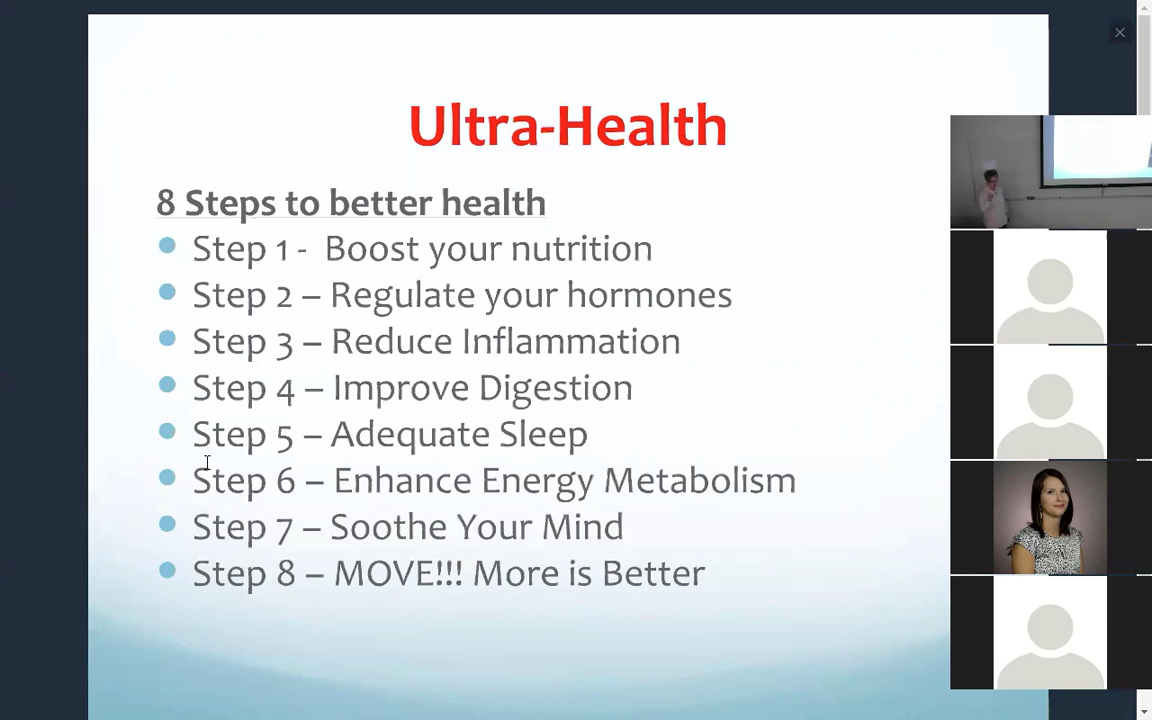 Ultra-Health
8 Steps to better health
Step 1 -  Boost your nutrition
Step 2 – Regulate your hormones
Step 3 – Reduce Inflammation
Step 4 – Improve Digestion
Step 5 – Adequate Sleep
Step 6 – Enhance Energy Metabolism
Step 7 – Soothe Your Mind
Step 8 – MOVE!!! More is Better